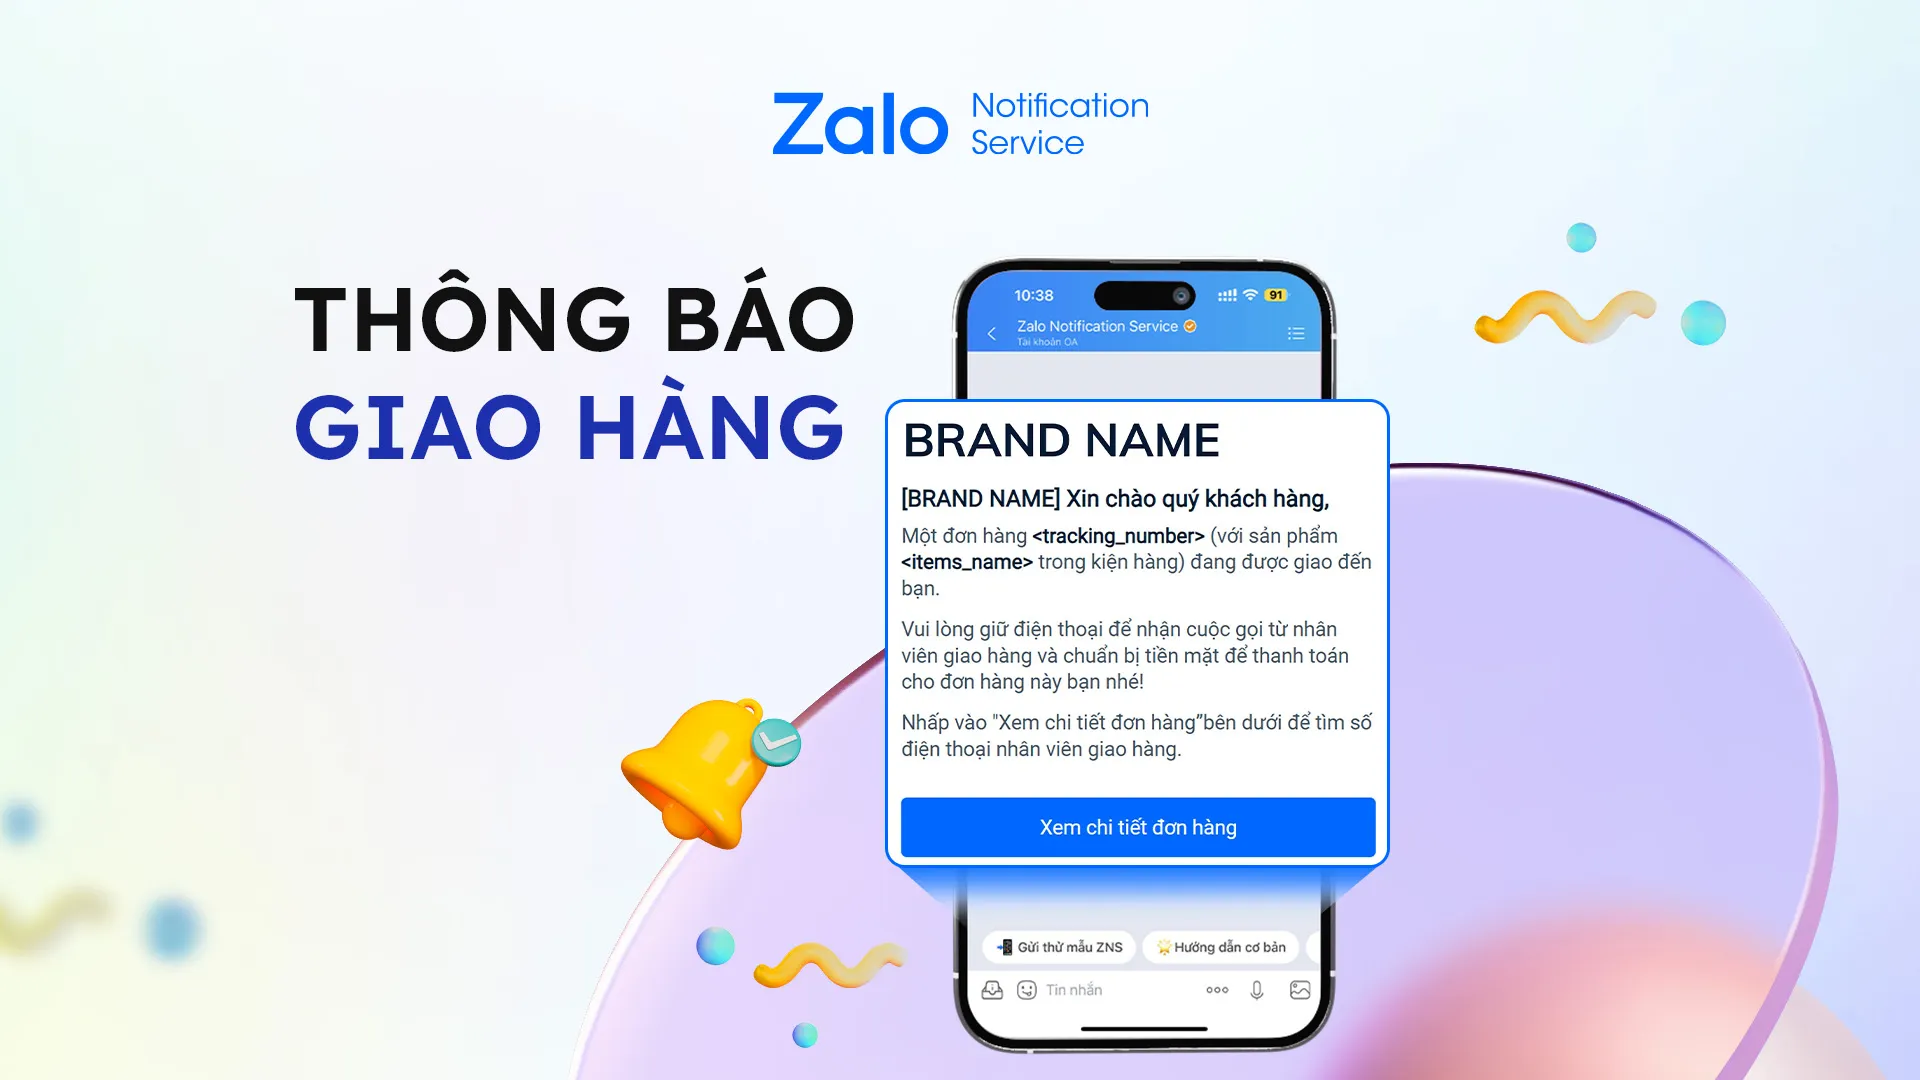 Zalo Notification
Service
THÔNG BÁO
GIAO HÀNG
10:38
91
Zalo Notification Service
Tài khoản OA
BRAND NAME
[BRAND NAME] Xin chào quý khách hàng,
Một đơn hàng <tracking_number> (với sản phẩm
<items_name> trong kiện hàng) đang được giao đến
bạn.
Vui lòng giữ điện thoại để nhận cuộc gọi từ nhân
viên giao hàng và chuẩn bị tiền mặt để thanh toán
cho đơn hàng này bạn nhé!
Nhấp vào "Xem chi tiết đơn hàng”bên dưới để tìm số
điện thoại nhân viên giao hàng.
Xem chi tiết đơn hàng
Gửi thử mẫu ZNS
Hướng dẫn cơ bản
Tin nhắn